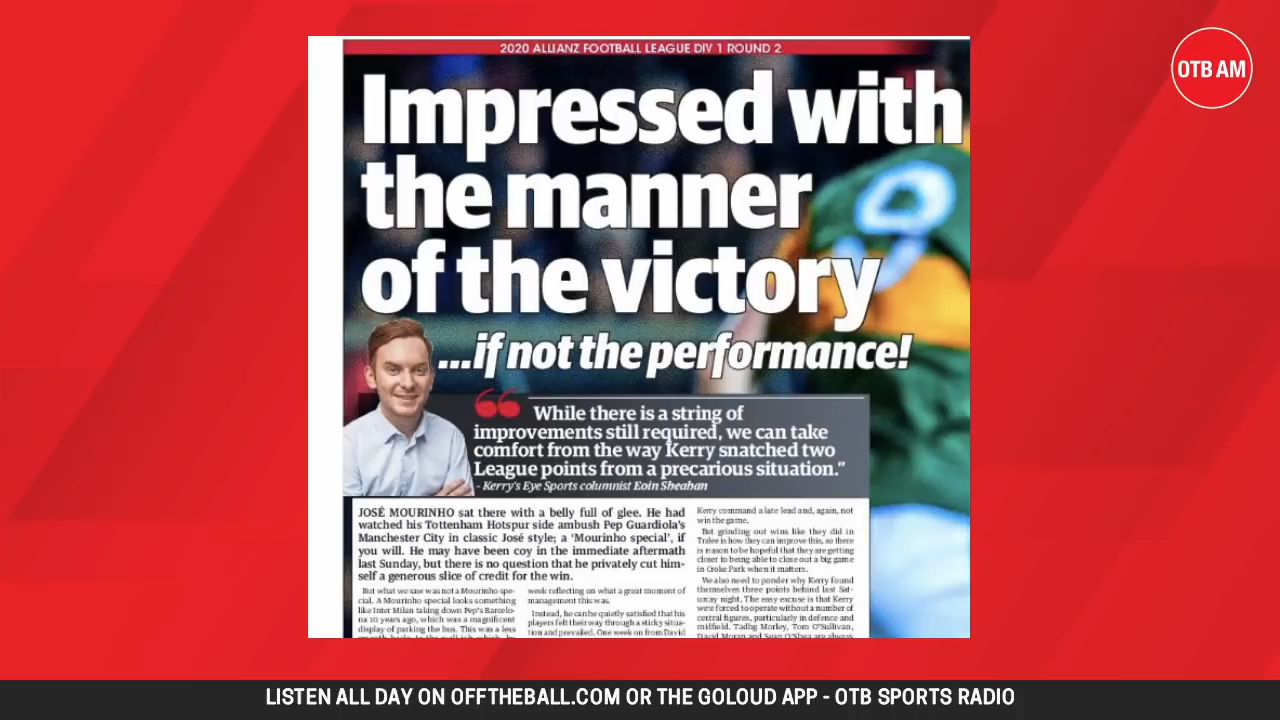 2020 ALLIANZ FOOTBALL LEAGUE DIV 1 ROUND 2
OTB AM
Impressed with
the manner
of the victory
...if not the performance!
“ While there is a string of
improvements still required, we can take
comfort from the way Kerry snatched two
League points from a precarious situation.”
- Kerry's Eye Sports columnist Eoin Sheahan
JOSÉ MOURINHO sat there with a belly full of glee. He had
watched his Tottenham Hotspur side ambush Pep Guardiola's
Manchester City in classic José style; a ‘Mourinho special’, if
you will. He may have been coy in the immediate aftermath
last Sunday, but there is no question that he privately cut him-
self a generous slice of credit for the win.
But what we saw was not a Mourinho spe-
cial. A Mourinho special looks something
like Inter Milan taking down Pep's Barcelo-
na 10 years ago, which was a magnificent
display of parking the bus. This was a less
week reflecting on what a great moment of
management this was.
Instead, he can be quietly satisfied that his
players felt their way through a sticky situa-
tion and prevailed. One week on from David
Kerry command a late lead and, again, not
win the game.
But grinding out wins like they did in
Tralee is how they can improve this, so there
is reason to be hopeful that they are getting
closer to being able to close out a big game
in Croke Park when it matters.
We also need to ponder why Kerry found
themselves three points behind last Sat-
urday night. The easy excuse is that Kerry
were forced to operate without a number of
central figures, particularly in defence and
midfield. Tadhg Morley, Tom O'Sullivan,
David Moran and Sean O'Shea are always
LISTEN ALL DAY ON OFFTHEBALL.COM OR THE GOLOUD APP - OTB SPORTS RADIO